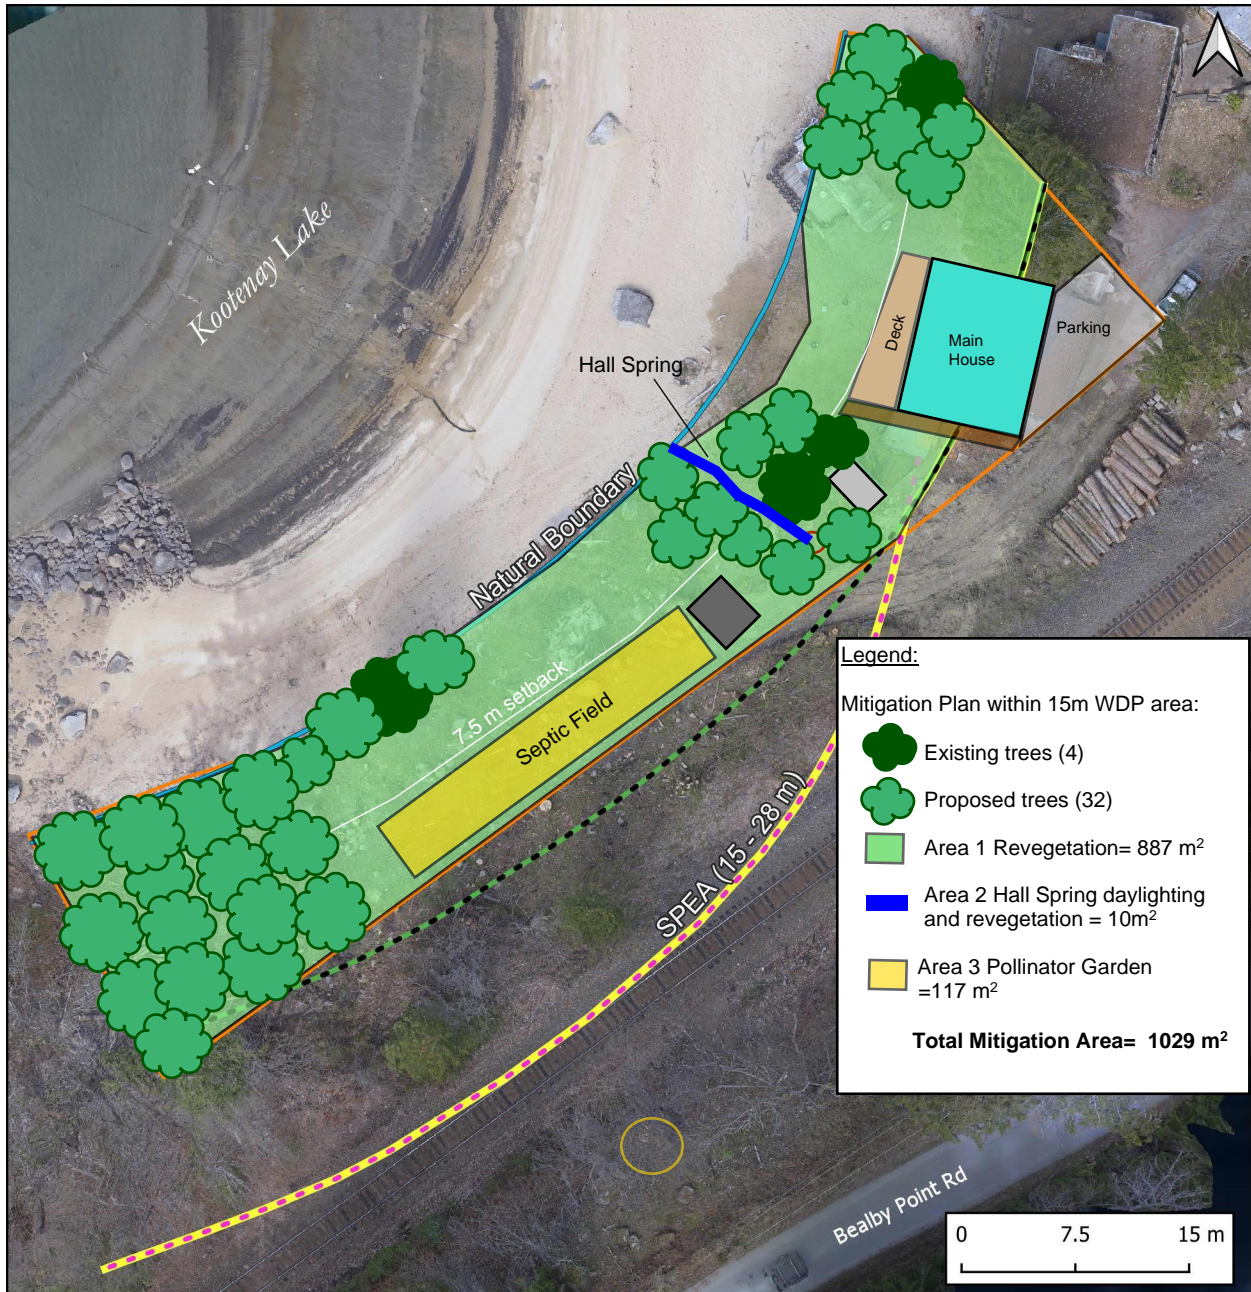 Kootenay Lake
Hall Spring
Deck
Main
House
Parking
Natural Boundary
7.5 m setback
Septic Field
SPEA (15 - 28 m)
Bealby Point Rd
Legend:
Mitigation Plan within 15m WDP area:
Existing trees (4)
Proposed trees (32)
Area 1 Revegetation= 887 m²
Area 2 Hall Spring daylighting
and revegetation = 10m²
Area 3 Pollinator Garden
=117 m²
Total Mitigation Area= 1029 m²
0 7.5 15 m